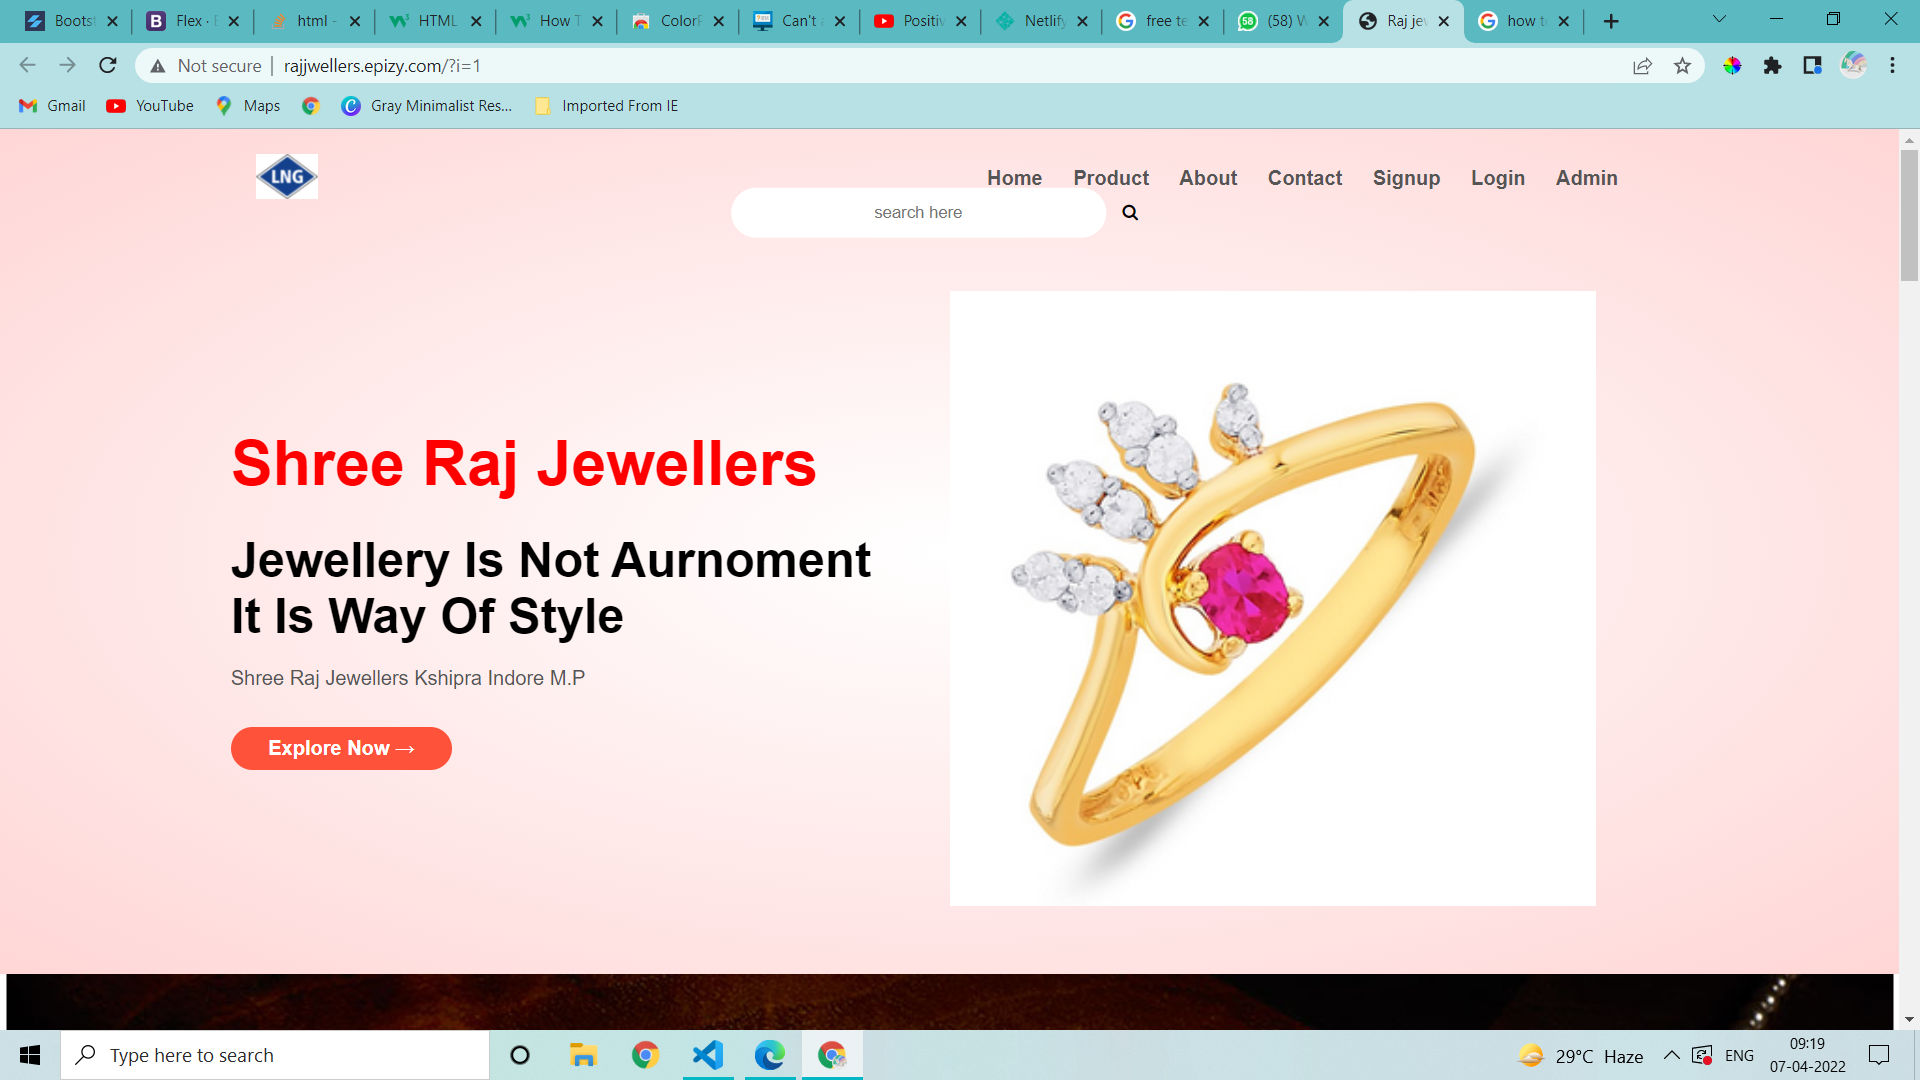 Bootst
Flex · B
html -
HTML
How T
ColorP
Can't a
Positiv
Netlify
free te
(58) W
Raj jev
how to
Not secure
rajjwellers.epizy.com/?i=1
Gmail
YouTube
Maps
Gray Minimalist Res...
Imported From IE
LNG
Home
Product
About
Contact
Signup
Login
Admin
search here
Shree Raj Jewellers
Jewellery Is Not Aurnoment
It Is Way Of Style
Shree Raj Jewellers Kshipra Indore M.P
Explore Now →
Type here to search
29°C Haze
ENG
09:19
07-04-2022